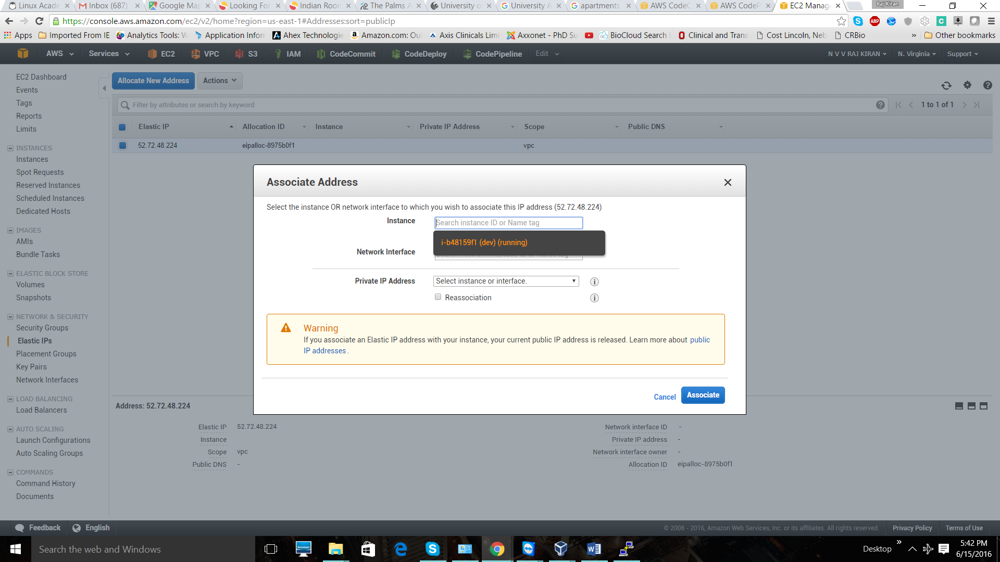 Linux Acade
Inbox (687)
Google Map
Looking For
Indian Room
The Palms A
University o
University A
apartments
AWS CodeC
AWS CodeP
EC2 Manag
Raj Kiran
https://console.aws.amazon.com/ec2/v2/home?region=us-east-1#Addresses:sort=publicIp
Apps
Imported From IE
Analytics Tools: W
Application Infor
Ahex Technologie
Amazon.com: Ou
Axis Clinicals Limi
Axxonet - PhD Su
BioCloud Search
Clinical and Trans
Cost Lincoln, Neb
CRBio
»
Other bookmarks
AWS
Services
EC2
VPC
S3
IAM
CodeCommit
CodeDeploy
CodePipeline
Edit
N V V RAJ KIRAN
N. Virginia
Support
EC2 Dashboard
Events
Tags
Reports
Limits
INSTANCES
Instances
Spot Requests
Reserved Instances
Scheduled Instances
Dedicated Hosts
IMAGES
AMIs
Bundle Tasks
ELASTIC BLOCK STORE
Volumes
Snapshots
NETWORK & SECURITY
Security Groups
Elastic IPs
Placement Groups
Key Pairs
Network Interfaces
LOAD BALANCING
Load Balancers
AUTO SCALING
Launch Configurations
Auto Scaling Groups
COMMANDS
Command History
Documents
Allocate New Address
Actions
Filter by attributes or search by keyword
1 to 1 of 1
Elastic IP
Allocation ID
Instance
Private IP Address
Scope
Public DNS
52.72.48.224
eipalloc-8975b0f1
vpc
Associate Address
Select the instance OR network interface to which you wish to associate this IP address (52.72.48.224)
Instance
Search instance ID or Name tag
i-b48159f1 (dev) (running)
Network Interface
Private IP Address
Select instance or interface.
Reassociation
Warning
If you associate an Elastic IP address with your instance, your current public IP address is released. Learn more about public
IP addresses.
Cancel
Associate
Address: 52.72.48.224
Elastic IP
52.72.48.224
Instance
Scope
vpc
Public DNS
-
Network interface ID
-
Private IP address
-
Network interface owner
-
Allocation ID
eipalloc-8975b0f1
Feedback
English
© 2008 - 2016, Amazon Web Services, Inc. or its affiliates. All rights reserved.
Privacy Policy
Terms of Use
Search the web and Windows
Desktop
»
5:42 PM
6/15/2016